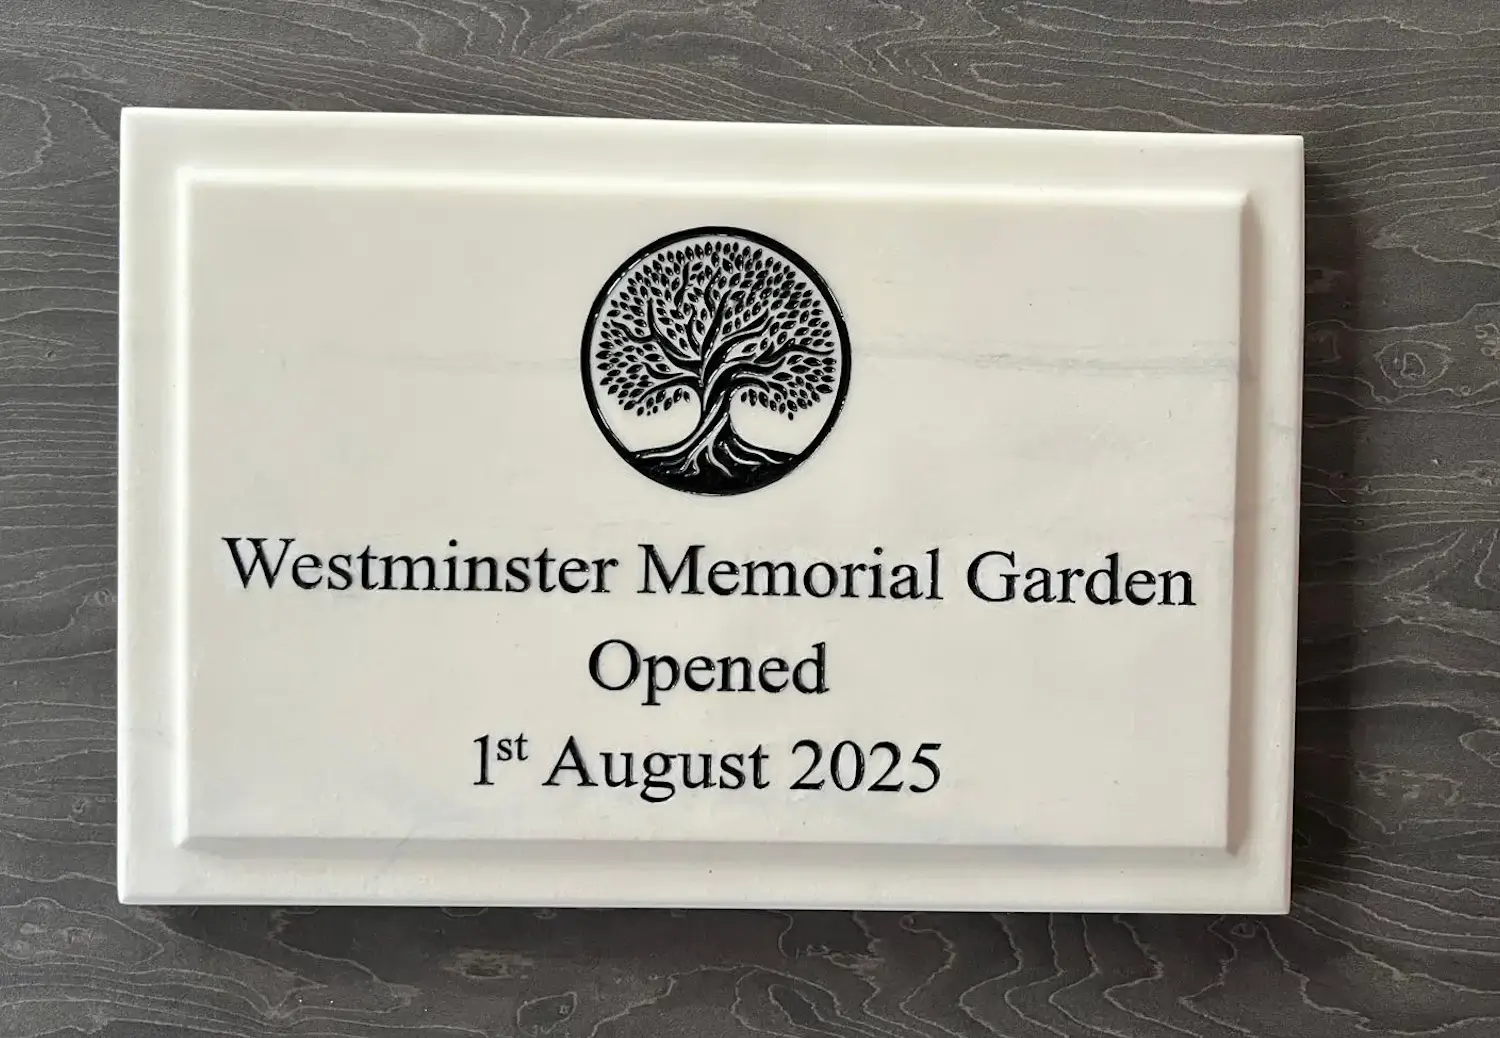 Westminster Memorial Garden
Opened
1st August 2025